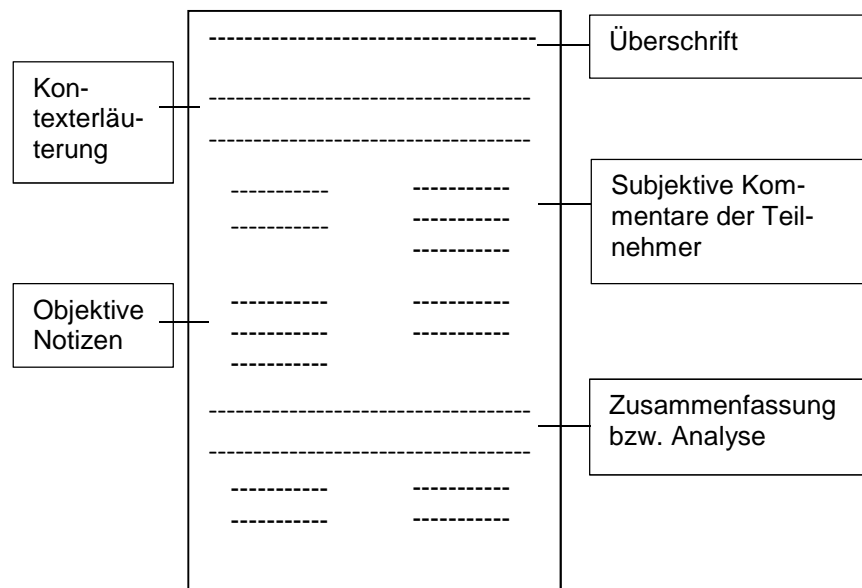 Überschrift
Kon-
texterläu-
terung
Subjektive Kom-
mentare der Teil-
nehmer
Objektive
Notizen
Zusammenfassung
bzw. Analyse